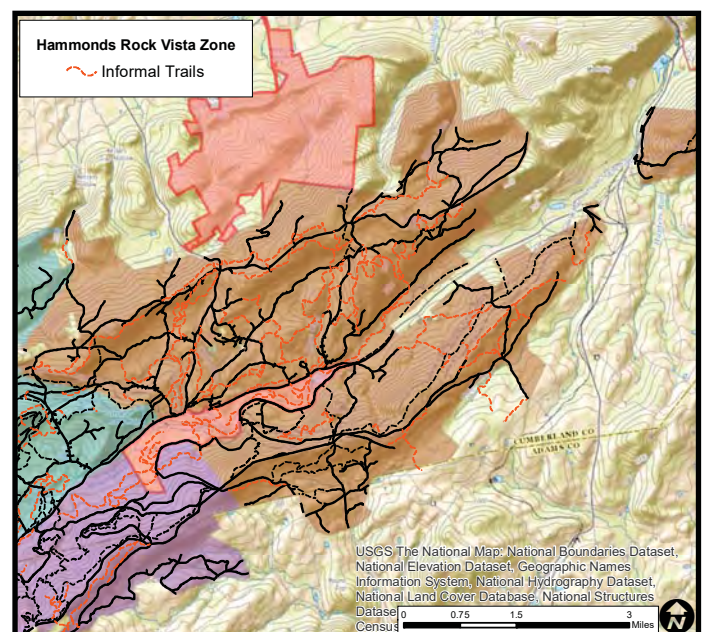 Hammonds Rock Vista Zone
Informal Trails
CUMBERLAND CO
ADAMS CO
USGS The National Map: National Boundaries Dataset,
National Elevation Dataset, Geographic Names
Information System, National Hydrography Dataset,
National Land Cover Database, National Structures
Datase
Census
0 0.75 1.5 3
Miles
N